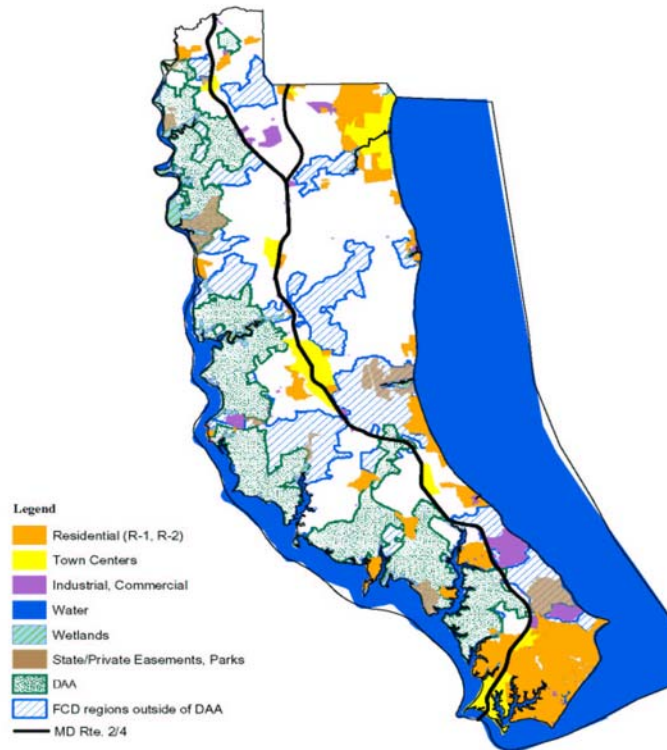 Legend
Residential (R-1, R-2)
Town Centers
Industrial, Commercial
Water
Wetlands
State/Private Easements, Parks
DAA
FCD regions outside of DAA
MD Rte. 2/4